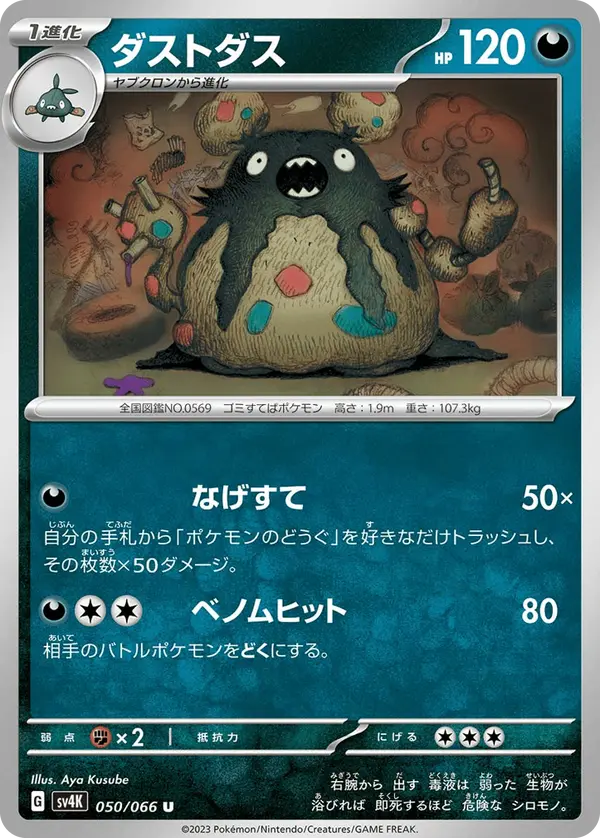 1進化
ダストダス
HP 120
ヤブクロンから進化
全国図鑑NO.0569 ゴミすてばポケモン 高さ:1.9m 重さ:107.3kg
なげすて 50×
自分の手札から「ポケモンのどうぐ」を好きなだけトラッシュし、
その枚数×50ダメージ。
ベノムヒット 80
相手のバトルポケモンをどくにする。
弱点 ×2 抵抗力 にげる
Illus. Aya Kusube
G SV4K 050/066 U
右腕から 出す 毒液は 弱った 生物が
浴びれば 即死するほど 危険な シロモノ。
©2023 Pokémon/Nintendo/Creatures/GAME FREAK.